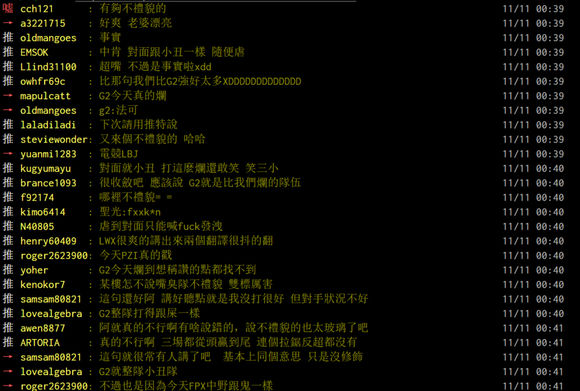 噓 cch121 : 有夠不禮貌的 11/11 00:39
→ a3221715 : 好爽 老婆漂亮 11/11 00:39
推 oldmangoes : 事實 11/11 00:39
推 EMSOK : 中肯 對面跟小丑一樣 隨便虐 11/11 00:39
推 Llind31100 : 超嘴 不過是事實啦xdd 11/11 00:39
推 owhfr69c : 比那句我們比G2強好太多XDDDDDDDDDDDDD 11/11 00:39
→ mapulcatt : G2今天真的爛 11/11 00:39
→ oldmangoes : g2:法可 11/11 00:39
推 laladiladi : 下次請用推特說 11/11 00:39
推 steviewonder: 又來個不禮貌的 哈哈 11/11 00:39
→ yuanmi1283 : 電競LBJ 11/11 00:39
推 kugyumayu : 對面就小丑 打這麼爛還敢笑 笑三小 11/11 00:40
推 brance1093 : 很收斂吧 應該說 G2就是比我們爛的隊伍 11/11 00:40
推 f92174 : 哪裡不禮貌= = 11/11 00:40
推 kimo6414 : 聖光:fxxk*n 11/11 00:40
推 N40805 : 虐到對面只能喊fuck發洩 11/11 00:40
推 henry60409 : LWX很爽的講出來兩個翻譯很抖的翻 11/11 00:40
推 roger2623900: 今天PZI真的戳 11/11 00:40
推 yoher : G2今天爛到想稱讚的點都找不到 11/11 00:40
推 kenokor7 : 某樓怎不說嘴臭隊不禮貌 雙標厲害 11/11 00:40
推 samsam80821 : 這句還好阿 講好聽點就是我沒打很好 但對手狀況不好 11/11 00:40
推 lovealgebra : G2整隊打得跟屎一樣 11/11 00:40
推 awen8877 : 阿就真的不行啊有啥說錯的，說不禮貌的也太玻璃了吧 11/11 00:41
推 ARTORIA : 真的不行啊 三場都從頭贏到尾 連個拉鋸反超都沒有 11/11 00:41
→ samsam80821 : 這句就很常有人講了吧 基本上同個意思 只是沒修飾 11/11 00:41
→ lovealgebra : G2就整隊小丑隊 11/11 00:41
→ roger2623900: 不過也是因為今天FPX中野跟鬼一樣 11/11 00:41